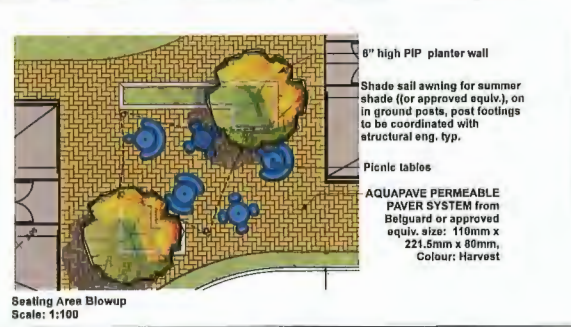 6" high PIP planter wall
Shade sail awning for summer
shade ((or approved equiv.), on
in ground posts, post footings
to be coordinated with
structural eng. typ.
Picnic tables
AQUAPAVE PERMEABLE
PAVER SYSTEM from
Belguard or approved
equiv. size: 110mm x
221.5mm x 80mm,
Colour: Harvest
Seating Area Blowup
Scale: 1:100